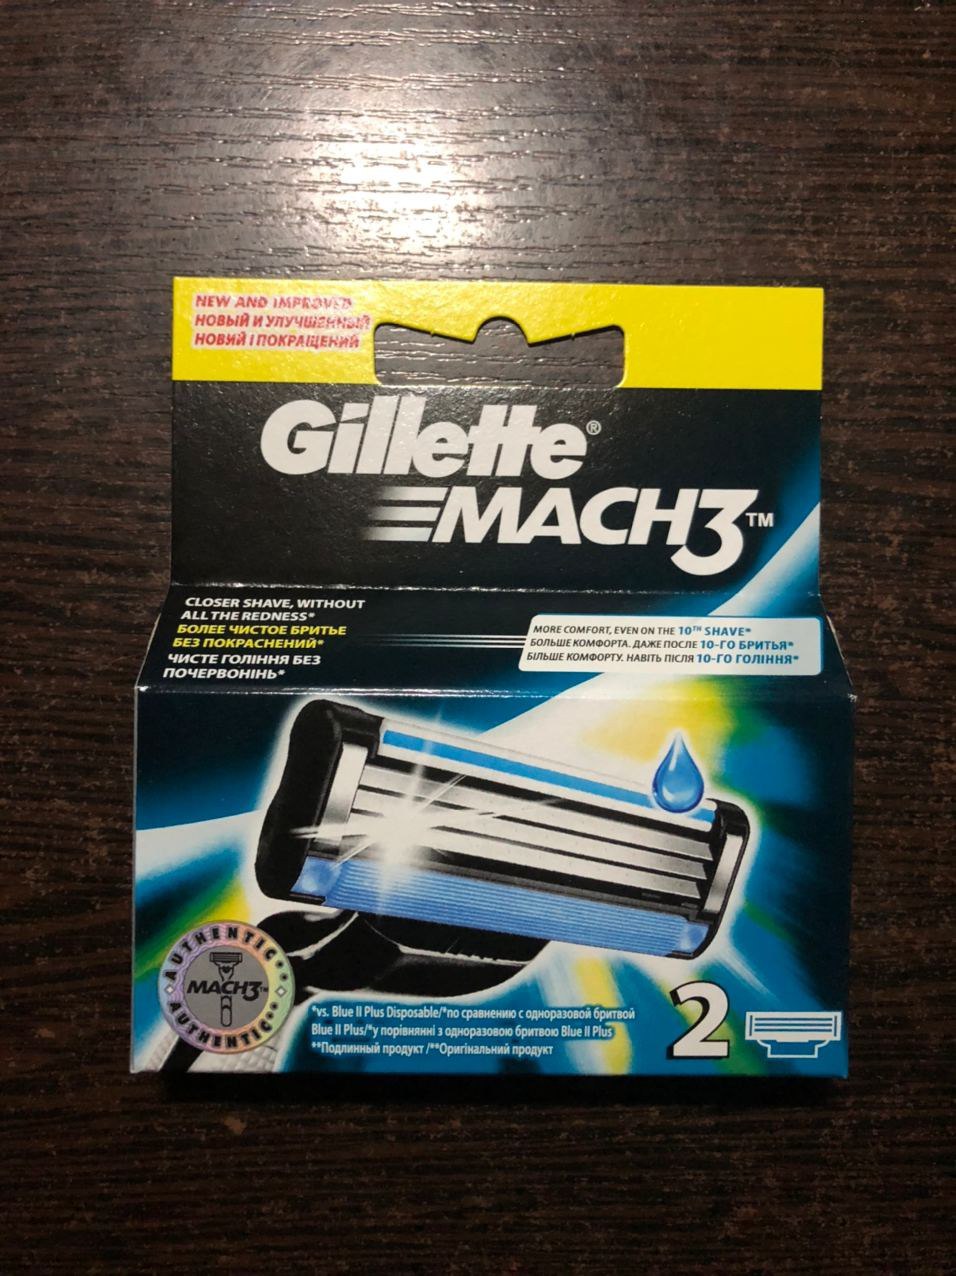 NEW AND IMPROVED
НОВЫЙ И УЛУЧШЕННЫЙ
НОВИЙ І ПОКРАЩЕНИЙ
Gillette®
MACH3™
CLOSER SHAVE, WITHOUT
ALL THE REDNESS*
БОЛЕЕ ЧИСТОЕ БРИТЬЕ
БЕЗ ПОКРАСНЕНИЙ*
ЧИСТЕ ГОЛІННЯ БЕЗ
ПОЧЕРВОНІНЬ*
MORE COMFORT, EVEN ON THE 10TH SHAVE*
БОЛЬШЕ КОМФОРТА. ДАЖЕ ПОСЛЕ 10-ГО БРИТЬЯ*
БІЛЬШЕ КОМФОРТУ. НАВІТЬ ПІСЛЯ 10-ГО ГОЛІННЯ*
AUTHENTIC**
MACH3™
AUTHENTIC**
*vs. Blue II Plus Disposable/*по сравнению с одноразовой бритвой
Blue II Plus/*у порівнянні з одноразовою бритвою Blue II Plus
**Подлинный продукт /**Оригінальний продукт
2